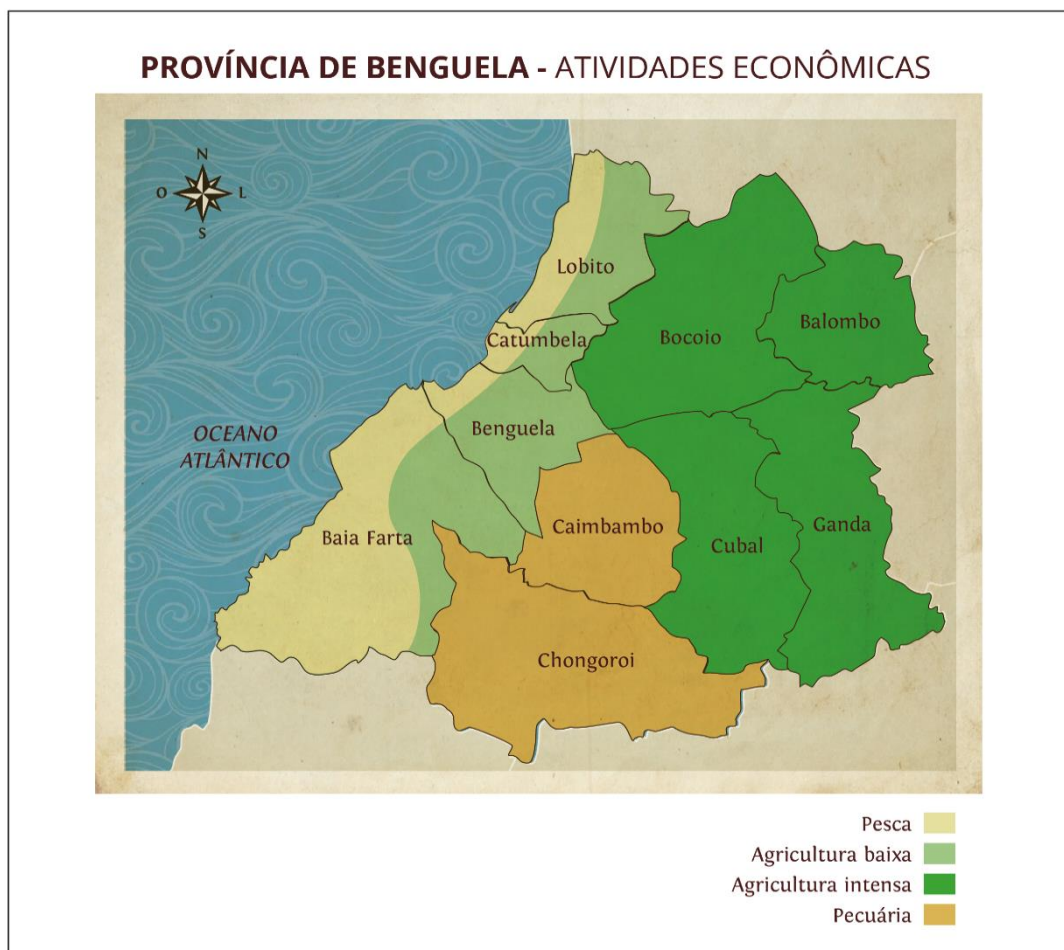 PROVÍNCIA DE BENGUELA - ATIVIDADES ECONÔMICAS
N
O L
S
Lobito
Catumbela
Bocoio
Balombo
Benguela
OCEANO
ATLÂNTICO
Baia Farta
Caimbambo
Cubal
Ganda
Chongoroi
Pesca
Agricultura baixa
Agricultura intensa
Pecuária